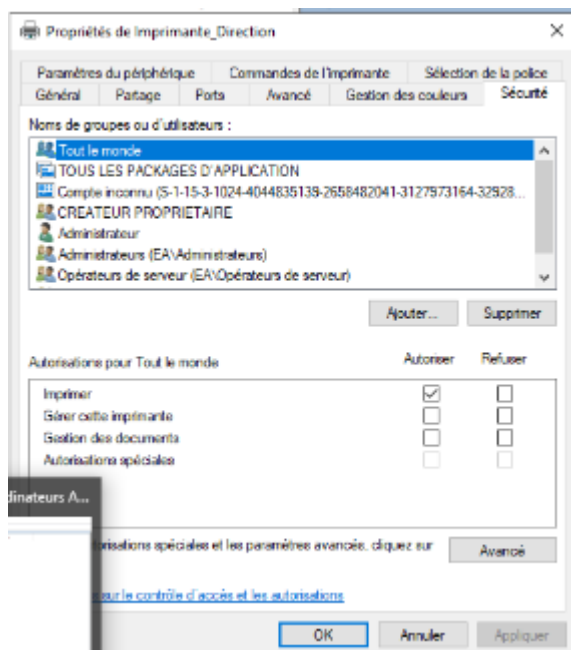 Propriétés de Imprimante_Direction
Paramètres du périphérique Commandes de l'imprimante Sélection de la police
Général Partage Ports Avancé Gestion des couleurs Sécurité
Noms de groupes ou d'utilisateurs :
Tout le monde
TOUS LES PACKAGES D'APPLICATION
Compte inconnu (S-1-15-3-1024-4044835139-2658482041-3127973164-32928...
CREATEUR PROPRIETAIRE
Administrateur
Administrateurs (EA\Administrateurs)
Opérateurs de serveur (EA\Opérateurs de serveur)
Ajouter... Supprimer
Autorisations pour Tout le monde Autoriser Refuser
Imprimer
Gérer cette imprimante
Gestion des documents
Autorisations spéciales
dinateurs A...
orisations spéciales et les paramètres avancés, cliquez sur Avancé
sur le contrôle d'accès et les autorisations
OK Annuler Appliquer